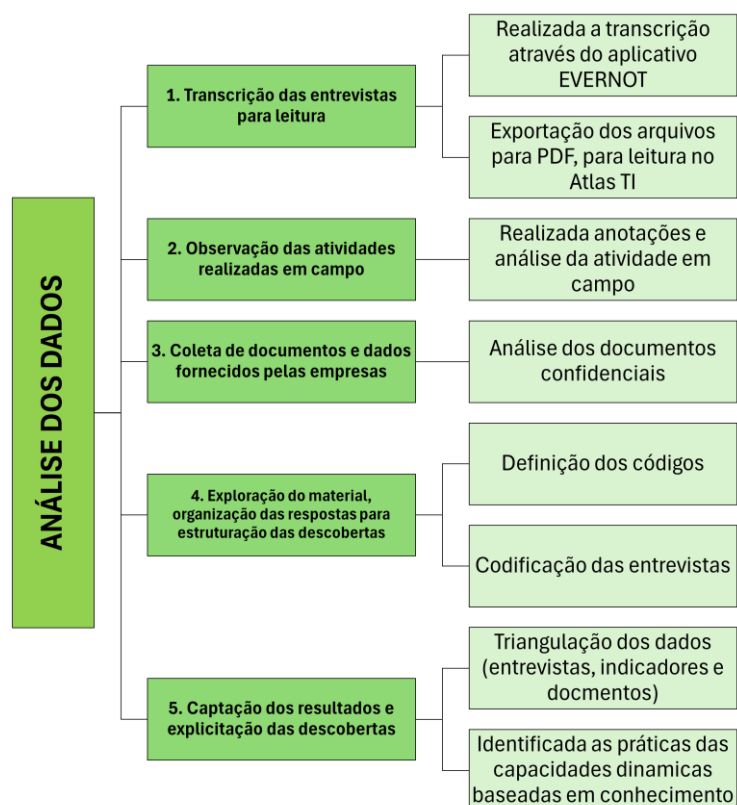 ANÁLISE DOS DADOS
1. Transcrição das entrevistas
para leitura
Realizada a transcrição
através do aplicativo
EVERNOT
Exportação dos arquivos
para PDF, para leitura no
Atlas TI
2. Observação das atividades
realizadas em campo
Realizada anotações e
análise da atividade em
campo
3. Coleta de documentos e dados
fornecidos pelas empresas
Análise dos documentos
confidenciais
4. Exploração do material,
organização das respostas para
estruturação das descobertas
Definição dos códigos
Codificação das entrevistas
5. Captação dos resultados e
explicitação das descobertas
Triangulação dos dados
(entrevistas, indicadores e
docmentos)
Identificada as práticas das
capacidades dinamicas
baseadas em conhecimento